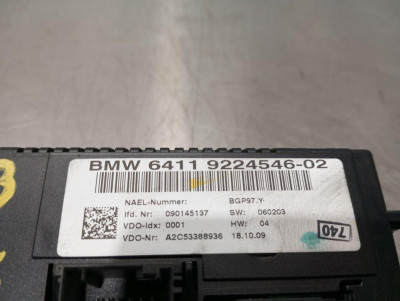 BMW 6411 9224546-02
NAEL-Nummer: BGP97.Y
lfd. Nr: 090145137 SW: 060203
VDO-Idx: 0001 HW: 04
VDO-Nr: A2C53388936 18.10.09
740